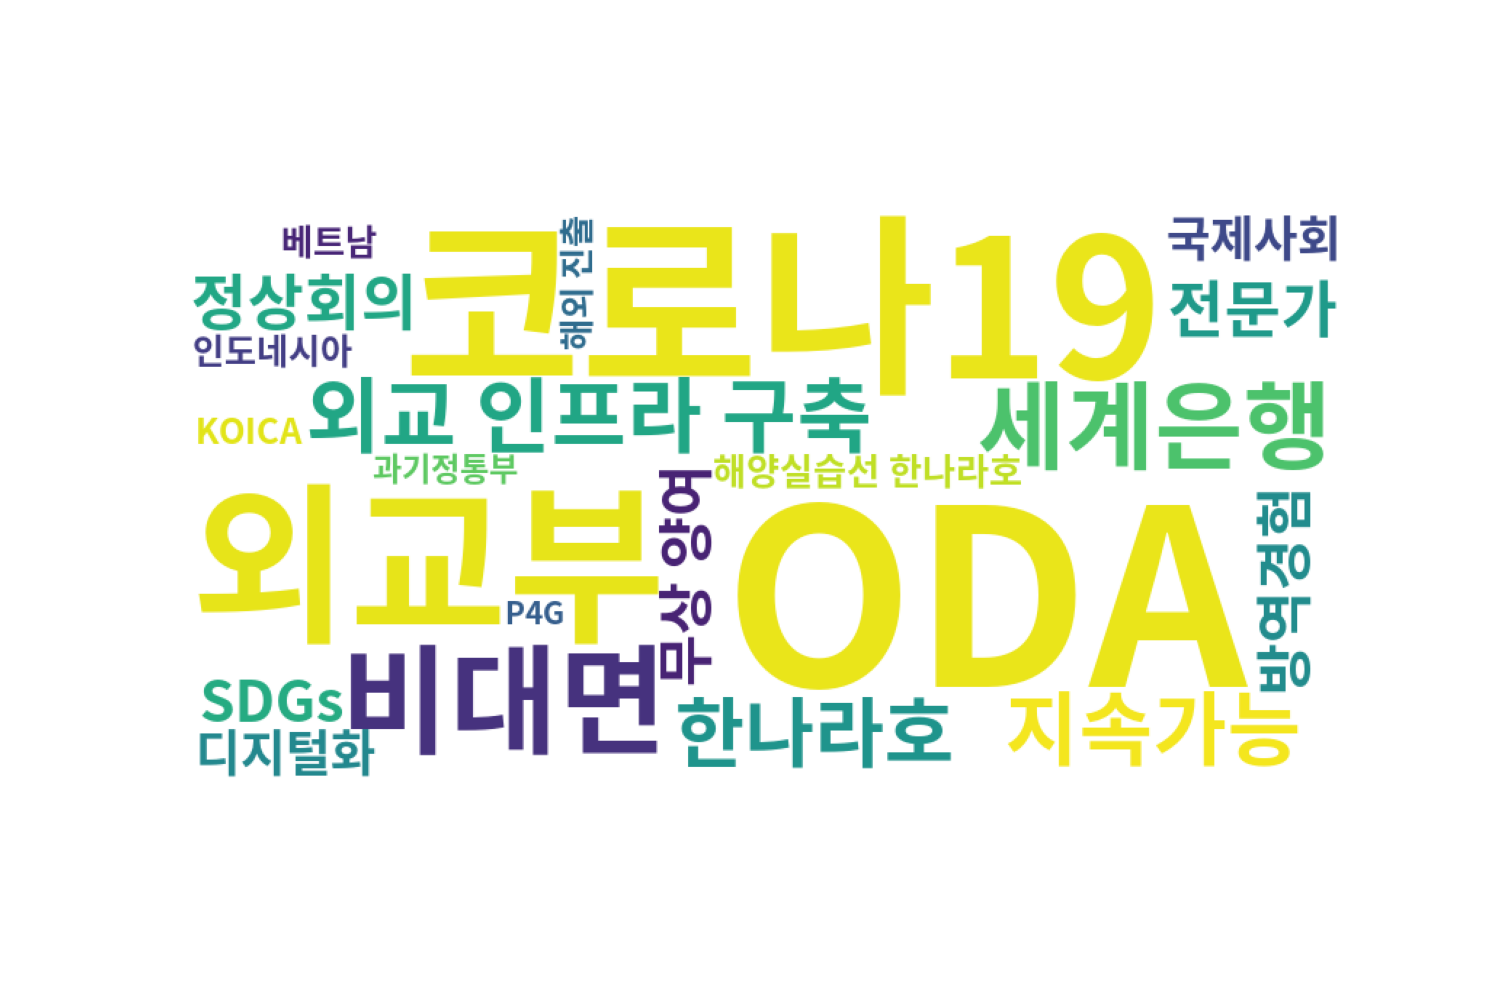 베트남
코로나19
해외 진출
국제사회
정상회의
전문가
인도네시아
외교 인프라 구축
세계은행
KOICA
과기정통부
해양실습선 한나라호
외교부
무상 양여
ODA
방역경험
P4G
비대면
SDGs
한나라호
지속가능
디지털화